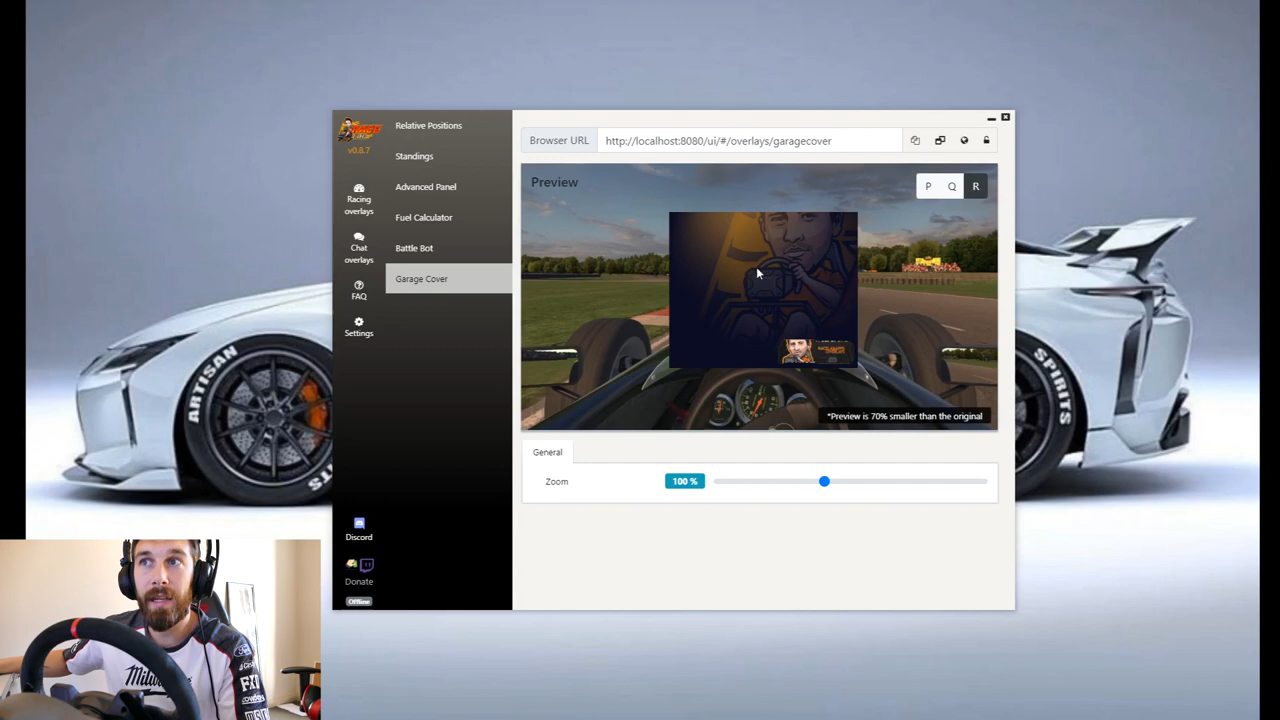 v0.8.7
Racing
overlays
Chat
overlays
FAQ
Settings
Discord
Donate
Offline
Relative Positions
Standings
Advanced Panel
Fuel Calculator
Battle Bot
Garage Cover
Browser URL
http://localhost:8080/ui/#/overlays/garagecover
Preview
P Q R
*Preview is 70% smaller than the original
General
Zoom
100 %
ARTISAN
SPIRITS